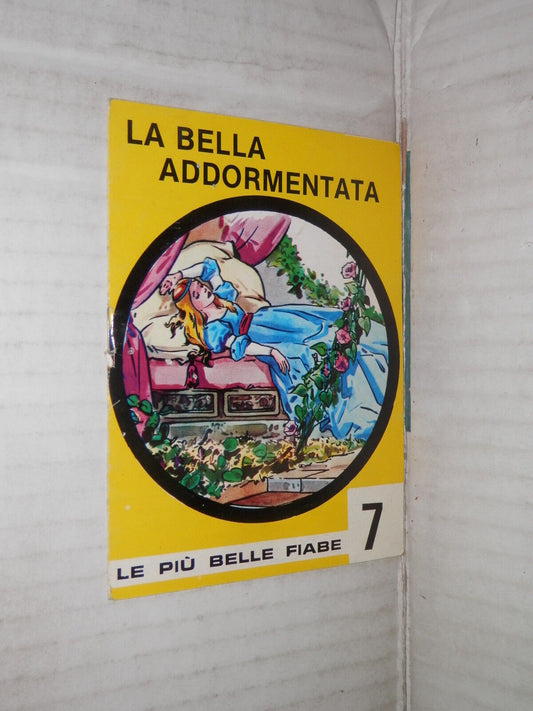 LA BELLA
ADDORMENTATA
LE PIÙ BELLE FIABE
7